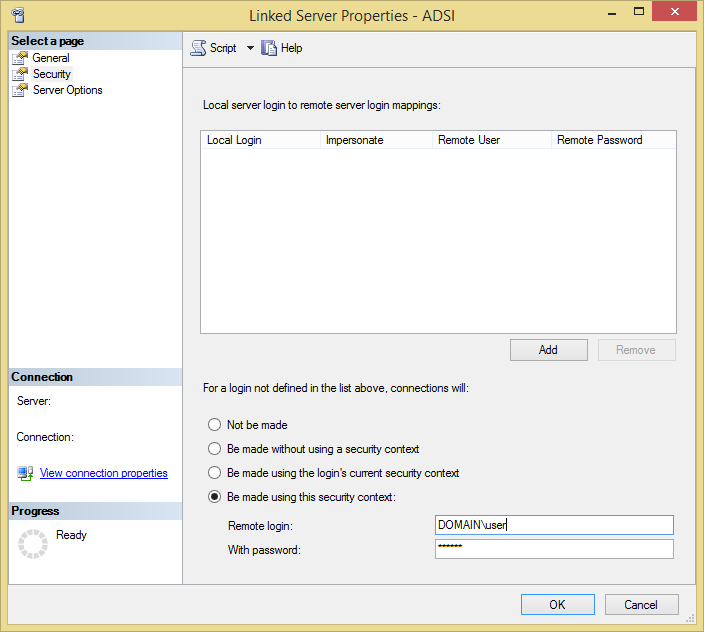 Linked Server Properties - ADSI
Select a page
General
Security
Server Options
Script Help
Local server login to remote server login mappings:
Local Login Impersonate Remote User Remote Password
Add Remove
For a login not defined in the list above, connections will:
Not be made
Be made without using a security context
Be made using the login's current security context
Be made using this security context:
Remote login: DOMAIN\user
With password: ******
Connection
Server:
Connection:
View connection properties
Progress
Ready
OK Cancel